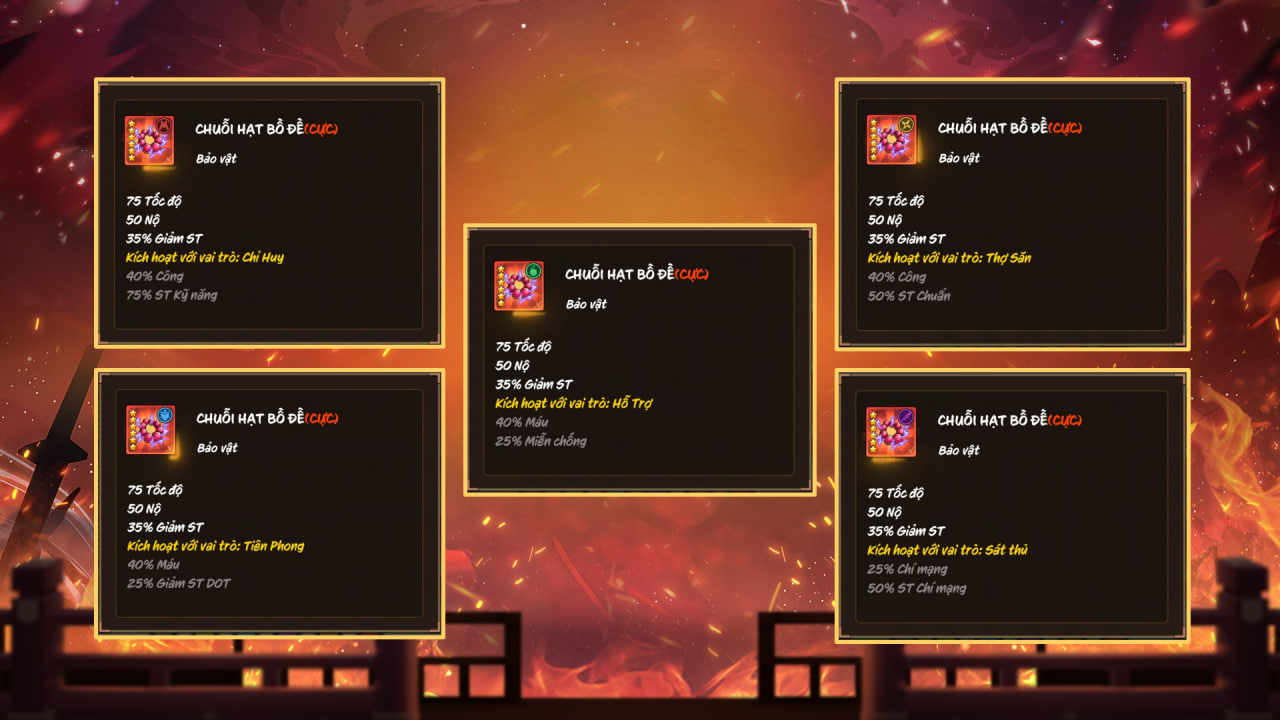 CHUỖI HẠT BỒ ĐỀ(CỰC)
Bảo vật
75 Tốc độ
50 Nộ
35% Giảm ST
Kích hoạt với vai trò: Chỉ Huy
40% Công
75% ST Kỹ năng
CHUỖI HẠT BỒ ĐỀ(CỰC)
Bảo vật
75 Tốc độ
50 Nộ
35% Giảm ST
Kích hoạt với vai trò: Tiên Phong
40% Máu
25% Giảm ST DOT
CHUỖI HẠT BỒ ĐỀ(CỰC)
Bảo vật
75 Tốc độ
50 Nộ
35% Giảm ST
Kích hoạt với vai trò: Hỗ Trợ
40% Máu
25% Miễn chống
CHUỖI HẠT BỒ ĐỀ(CỰC)
Bảo vật
75 Tốc độ
50 Nộ
35% Giảm ST
Kích hoạt với vai trò: Thợ Săn
40% Công
50% ST Chuẩn
CHUỖI HẠT BỒ ĐỀ(CỰC)
Bảo vật
75 Tốc độ
50 Nộ
35% Giảm ST
Kích hoạt với vai trò: Sát thủ
25% Chí mạng
50% ST Chí mạng